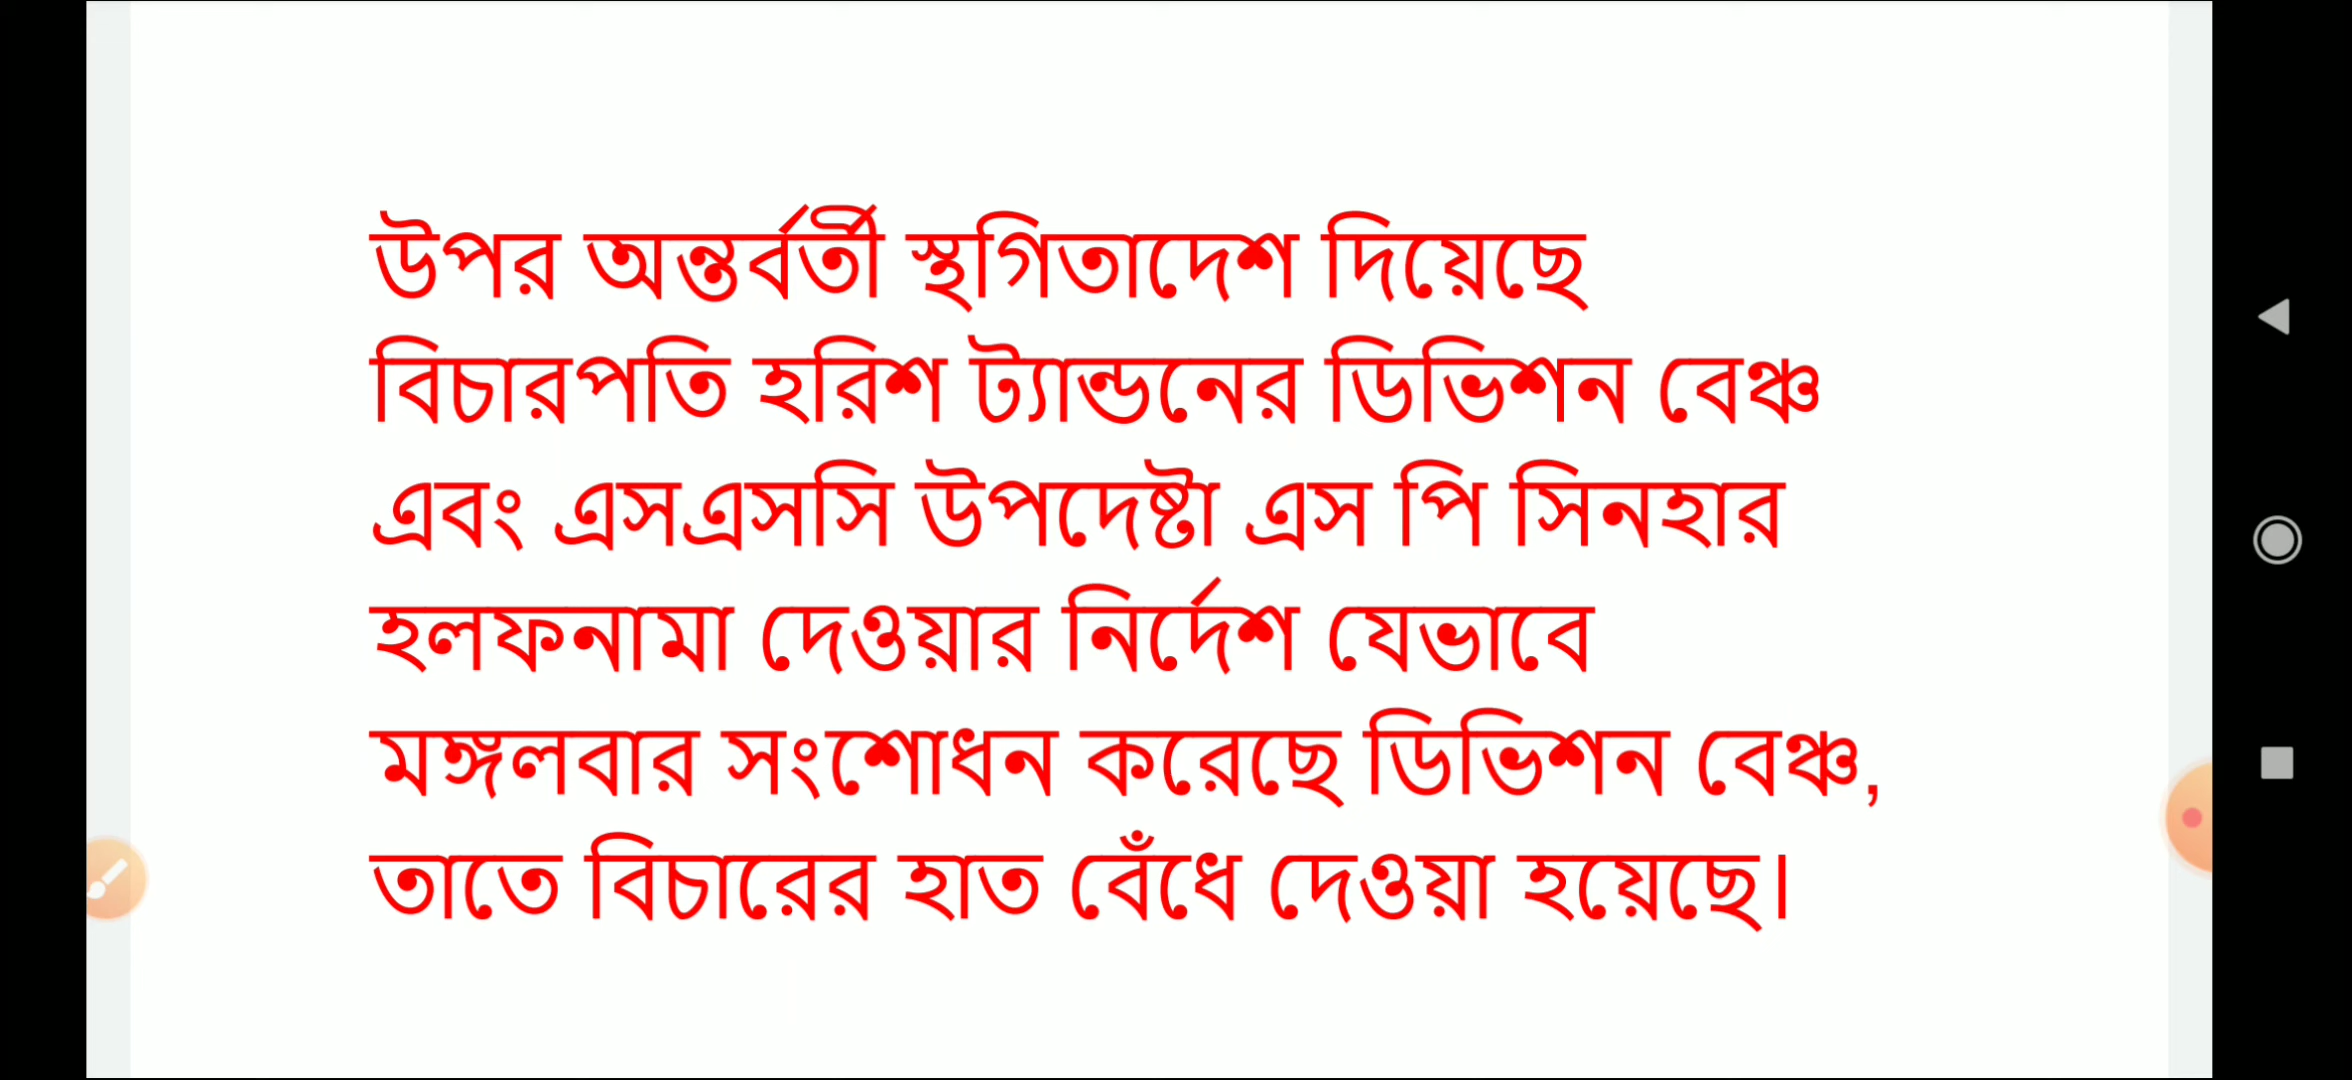 উপর অন্তর্বর্তী স্থগিতাদেশ দিয়েছে
বিচারপতি হরিশ ট্যান্ডনের ডিভিশন বেঞ্চ
এবং এসএসসি উপদেষ্টা এস পি সিনহার
হলফনামা দেওয়ার নির্দেশ যেভাবে
মঙ্গলবার সংশোধন করেছে ডিভিশন বেঞ্চ,
তাতে বিচারের হাত বেঁধে দেওয়া হয়েছে।